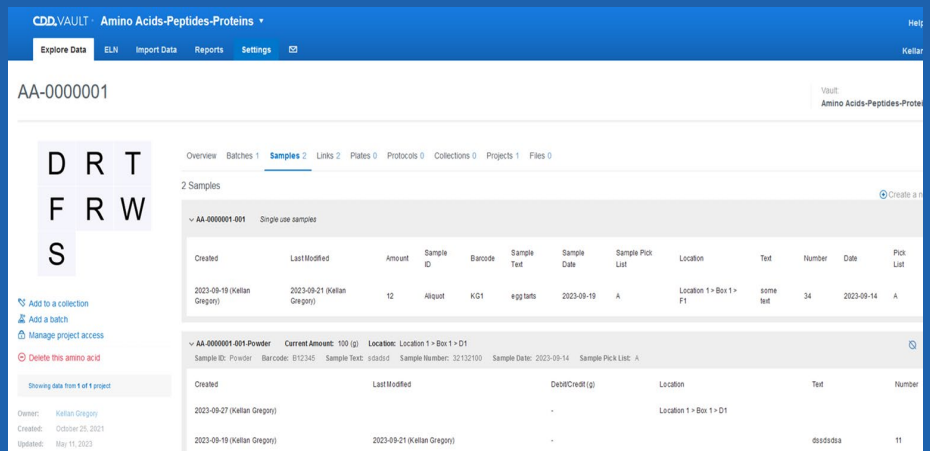 CDD. VAULT · Amino Acids-Peptides-Proteins
Help
Explore Data ELN Import Data Reports Settings
Kellan
AA-0000001
Vault
Amino Acids-Peptides-Protei
D R T
F R W
S
Overview Batches 1 Samples 2 Links 2 Plates 0 Protocols 0 Collections 0 Projects 1 Files 0
2 Samples
Create a n
AA-0000001-001 Single use samples
Created Last Modified Amount Sample ID Barcode Sample Text Sample Date Sample Pick List Location Text Number Date Pick List
2023-09-19 (Kellan Gregory) 2023-09-21 (Kellan Gregory) 12 Aliquot KG1 egg tarts 2023-09-19 A Location 1 > Box 1 > F1 some text 34 2023-09-14 A
Add to a collection
Add a batch
Manage project access
Delete this amino acid
Showing data from 1 of 1 project
Owner: Kellan Gregory
Created: October 25, 2021
Updated: May 11, 2023
AA-0000001-001-Powder Current Amount: 100 (g) Location: Location 1 > Box 1 > D1
Sample ID: Powder Barcode: B12345 Sample Text: sdadsd Sample Number: 32132100 Sample Date: 2023-09-14 Sample Pick List: A
Created Last Modified Debit/Credit (g) Location Text Number
2023-09-27 (Kellan Gregory) - Location 1 > Box 1 > D1
2023-09-19 (Kellan Gregory) 2023-09-21 (Kellan Gregory) - dssdsdsa 11